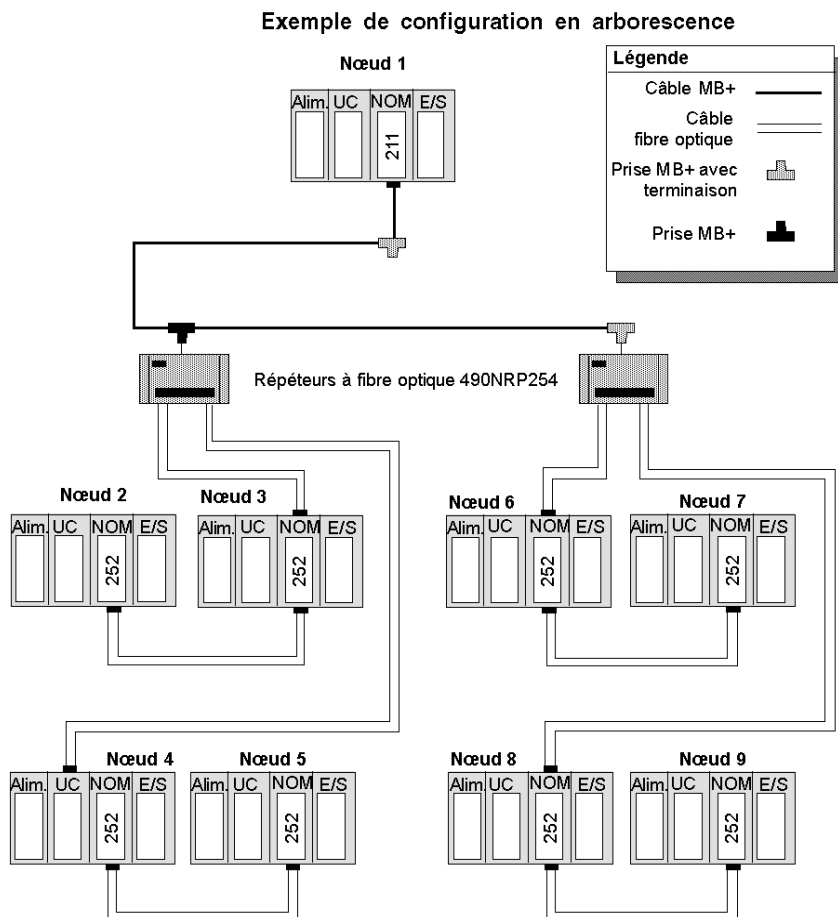 Exemple de configuration en arborescence
Nœud 1
Alim. UC NOM E/S
211
Légende
Câble MB+
Câble
fibre optique
Prise MB+ avec
terminaison
Prise MB+
Répéteurs à fibre optique 490NRP254
Nœud 2
Alim. UC NOM E/S
252
Nœud 3
Alim. UC NOM E/S
252
Nœud 6
Alim. UC NOM E/S
252
Nœud 7
Alim. UC NOM E/S
252
Nœud 4
Alim. UC NOM E/S
252
Nœud 5
Alim. UC NOM E/S
252
Nœud 8
Alim. UC NOM E/S
252
Nœud 9
Alim. UC NOM E/S
252